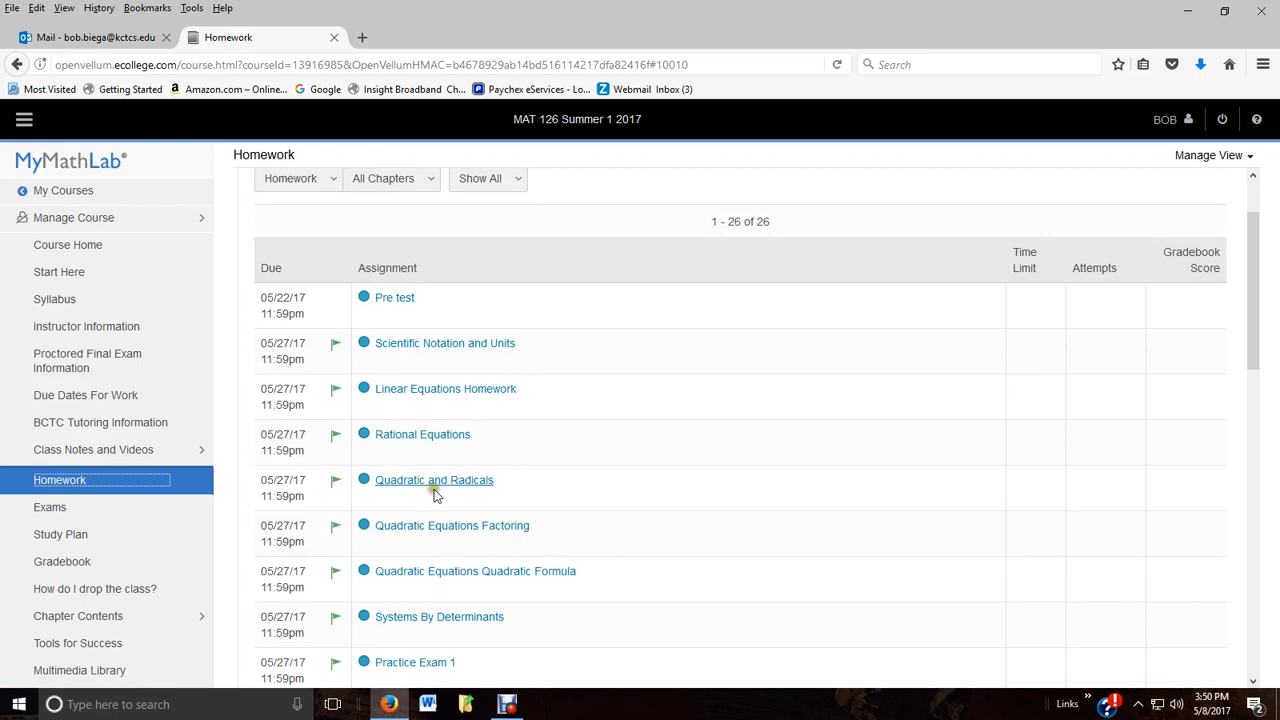 File Edit View History Bookmarks Tools Help
Mail - bob.biega@kctcs.edu
Homework
openvellum.ecollege.com/course.html?courseId=13916985&OpenVellumHMAC=b4678929ab14bd516114217dfa82416f#10010
Search
Most Visited Getting Started Amazon.com – Online... Google Insight Broadband Ch... Paychex eServices - Lo... Webmail Inbox (3)
MAT 126 Summer 1 2017
BOB
MyMathLab®
Homework
Manage View
My Courses
Manage Course
Course Home
Start Here
Syllabus
Instructor Information
Proctored Final Exam
Information
Due Dates For Work
BCTC Tutoring Information
Class Notes and Videos
Homework
Exams
Study Plan
Gradebook
How do I drop the class?
Chapter Contents
Tools for Success
Multimedia Library
Homework All Chapters Show All
1 - 26 of 26
Due Assignment Time Limit Attempts Gradebook Score
05/22/17 Pre test
11:59pm
05/27/17 Scientific Notation and Units
11:59pm
05/27/17 Linear Equations Homework
11:59pm
05/27/17 Rational Equations
11:59pm
05/27/17 Quadratic and Radicals
11:59pm
05/27/17 Quadratic Equations Factoring
11:59pm
05/27/17 Quadratic Equations Quadratic Formula
11:59pm
05/27/17 Systems By Determinants
11:59pm
05/27/17 Practice Exam 1
11:59pm
Type here to search
Links
3:50 PM
5/8/2017
2